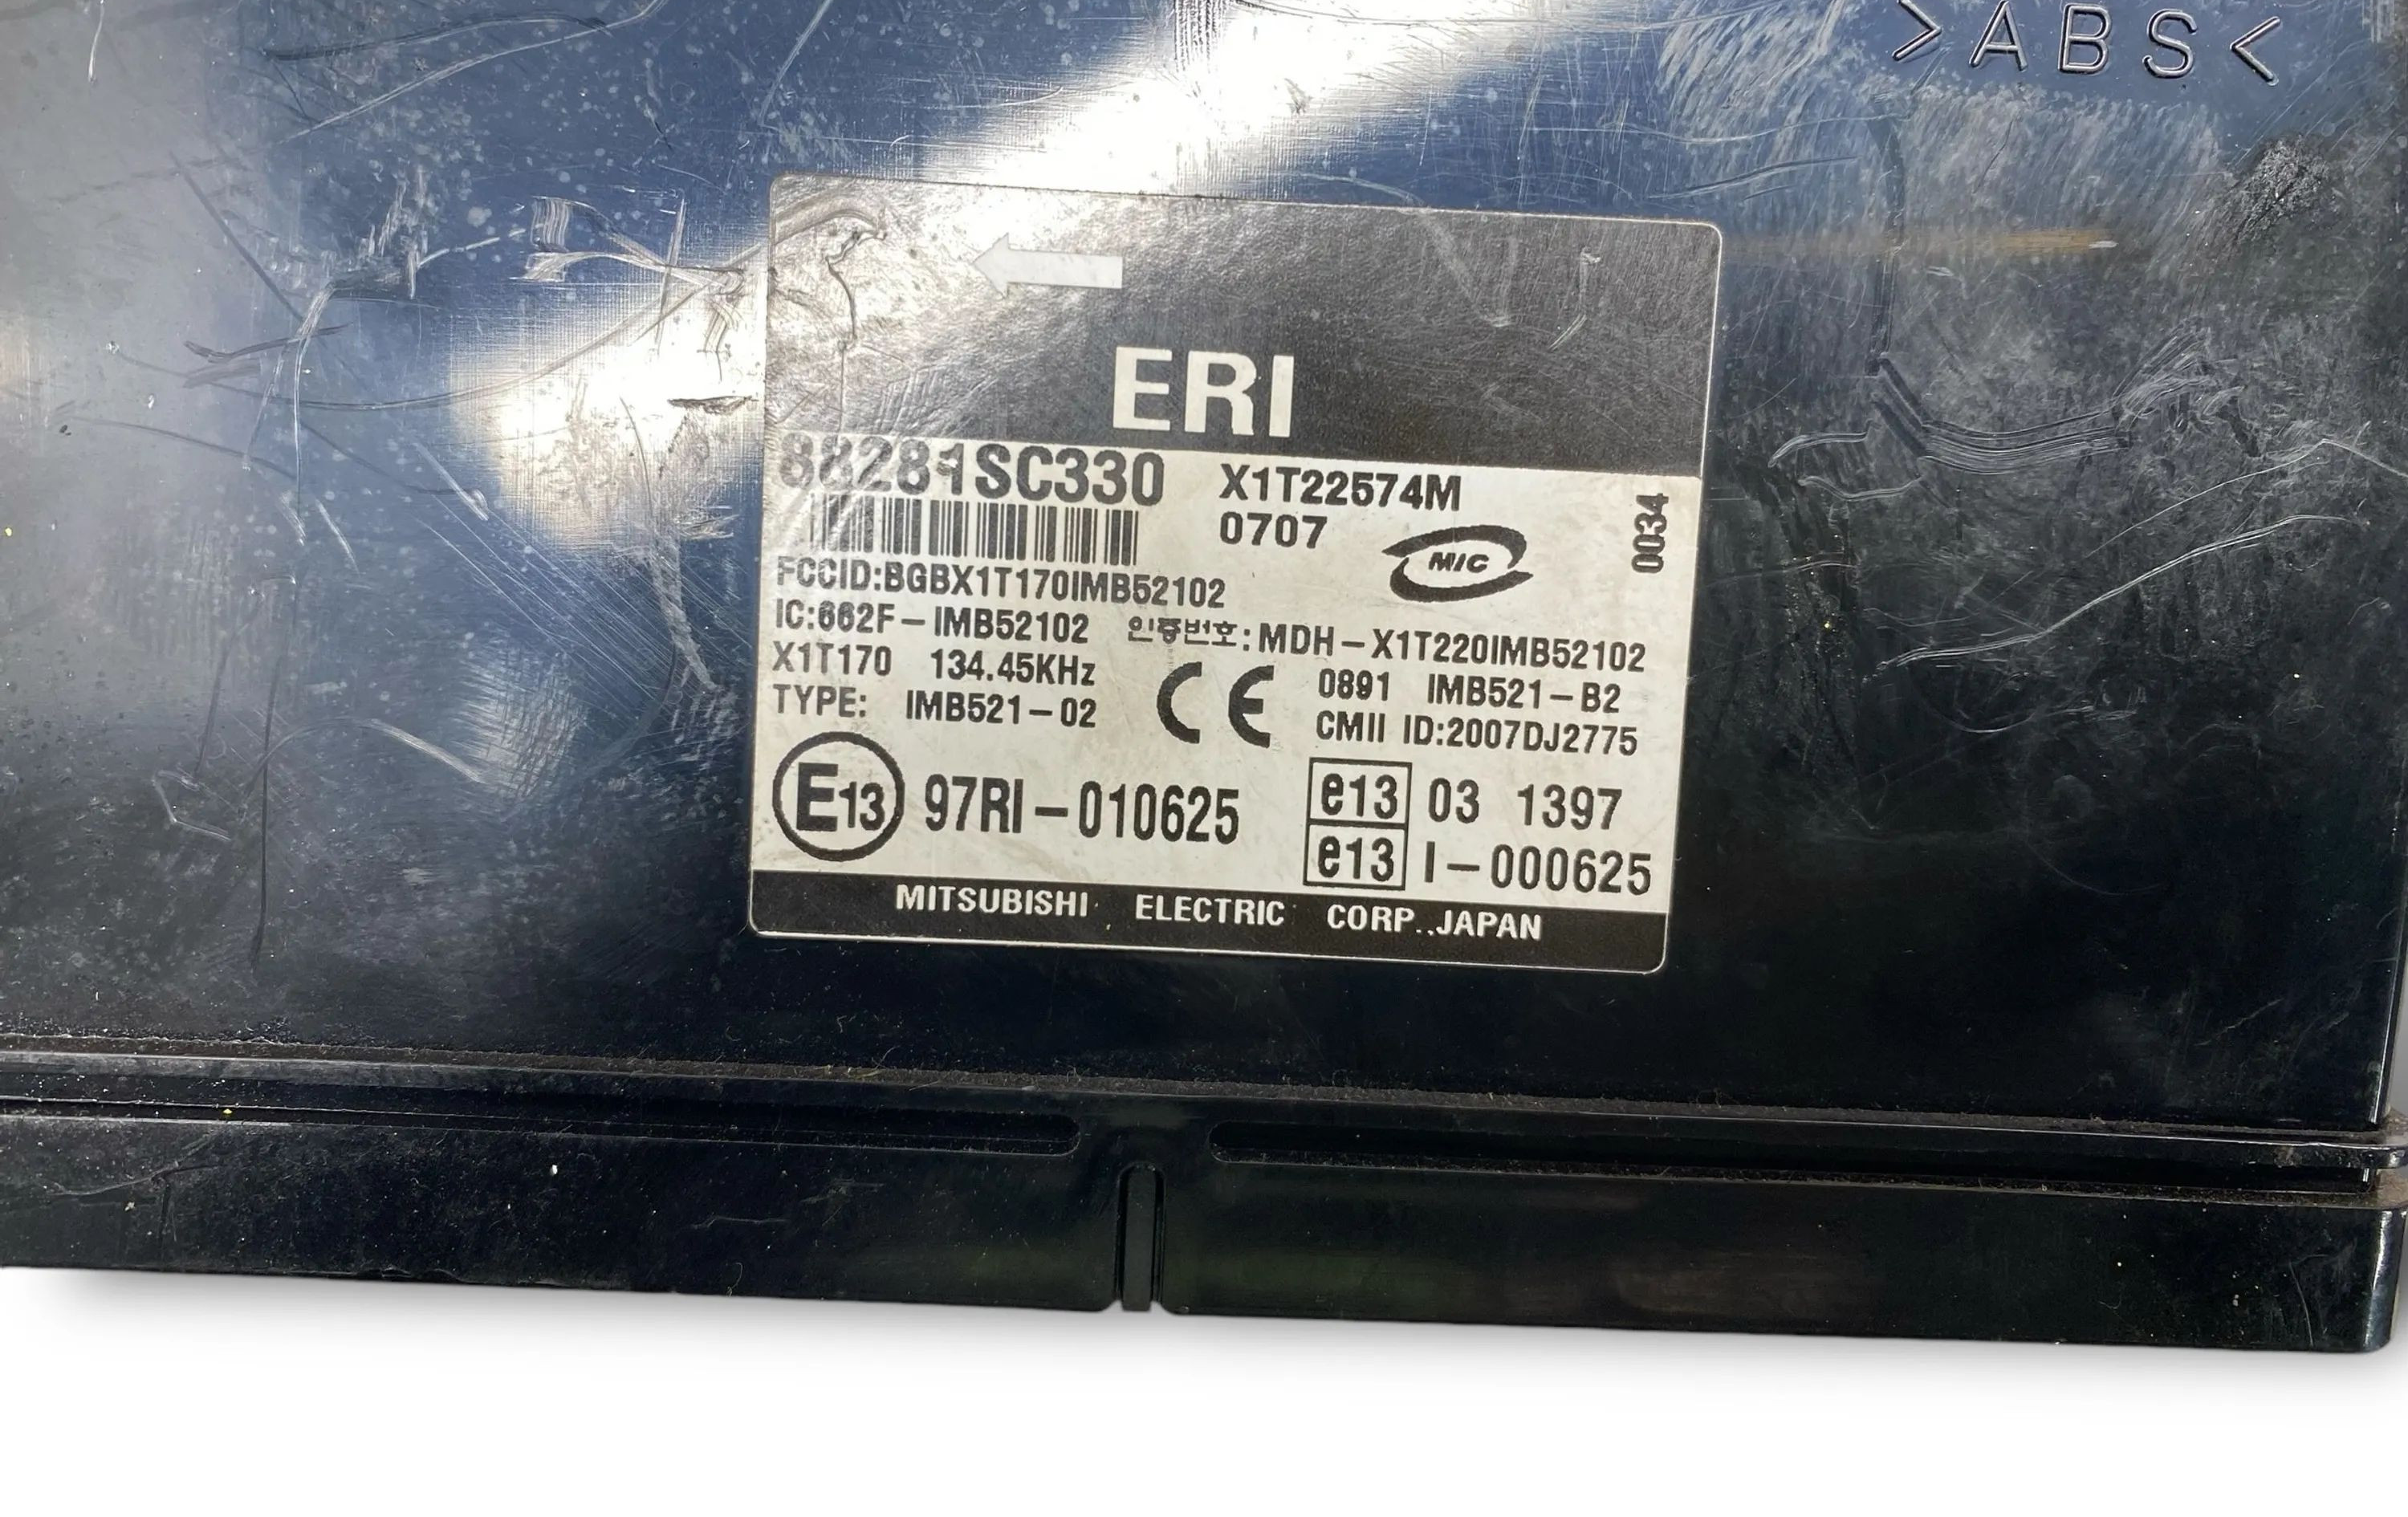 >ABS<
ERI
88281SC330 X1T22574M
0707 MIC 0034
FCCID:BGBX1T170IMB52102
IC:662F-IMB52102 인증번호:MDH-X1T220IMB52102
X1T170 134.45KHz CE 0891 IMB521-B2
TYPE: IMB521-02 CMII ID:2007DJ2775
E13 97RI-010625 e13 03 1397
e13 I-000625
MITSUBISHI ELECTRIC CORP.,JAPAN